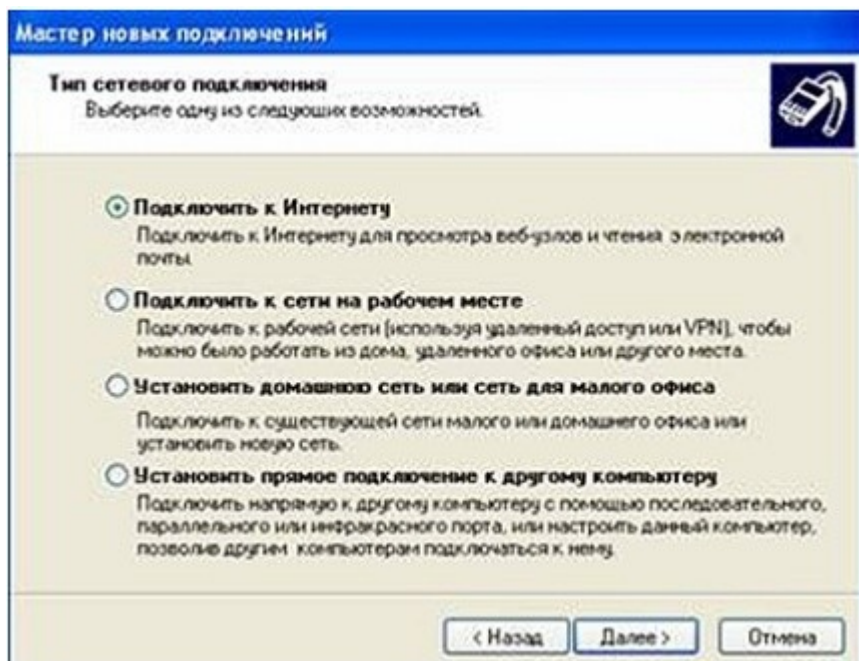 Мастер новых подключений
Тип сетевого подключения
Выберите одну из следующих возможностей.
Подключить к Интернету
Подключить к Интернету для просмотра веб-узлов и чтения электронной
почты.
Подключить к сети на рабочем месте
Подключить к рабочей сети (используя удаленный доступ или VPN), чтобы
можно было работать из дома, удаленного офиса или другого места.
Установить домашнюю сеть или сеть для малого офиса
Подключить к существующей сети малого или домашнего офиса или
установить новую сеть.
Установить прямое подключение к другому компьютеру
Подключить напрямую к другому компьютеру с помощью последовательного,
параллельного или инфракрасного порта, или настроить данный компьютер,
позволив другим компьютерам подключаться к нему.
< Назад Далее > Отмена